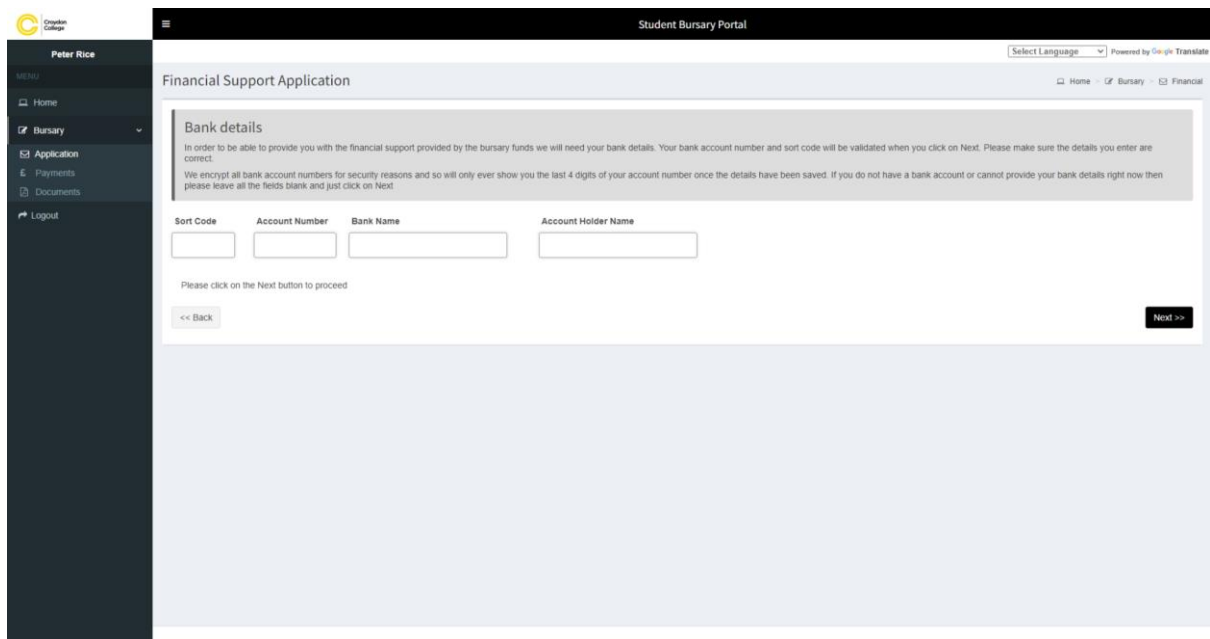 Croydon
College
Student Bursary Portal
Peter Rice
Select Language
Powered by Google Translate
MENU
Financial Support Application
Home
Bursary
Financial
Home
Bursary
Application
£ Payments
Documents
Logout
Bank details
In order to be able to provide you with the financial support provided by the bursary funds we will need your bank details. Your bank account number and sort code will be validated when you click on Next. Please make sure the details you enter are
correct.
We encrypt all bank account numbers for security reasons and so will only ever show you the last 4 digits of your account number once the details have been saved. If you do not have a bank account or cannot provide your bank details right now then
please leave all the fields blank and just click on Next
Sort Code Account Number Bank Name Account Holder Name
Please click on the Next button to proceed
<< Back
Next >>